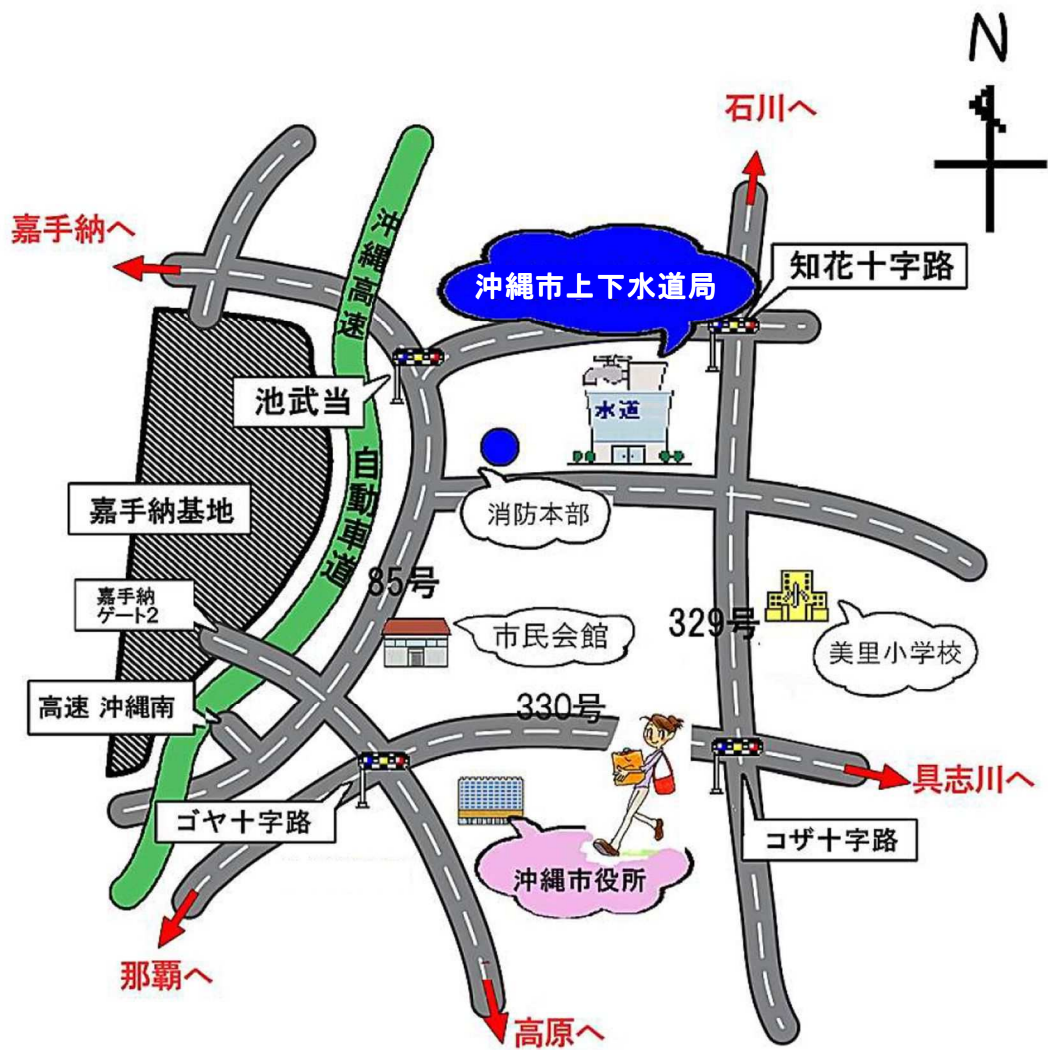 N
石川へ
嘉手納へ
沖縄高速
自動車道
沖縄市上下水道局
知花十字路
池武当
水道
嘉手納基地
消防本部
85号
嘉手納
ゲート2
市民会館
329号
小
美里小学校
高速 沖縄南
330号
ゴヤ十字路
具志川へ
コザ十字路
沖縄市役所
那覇へ
高原へ